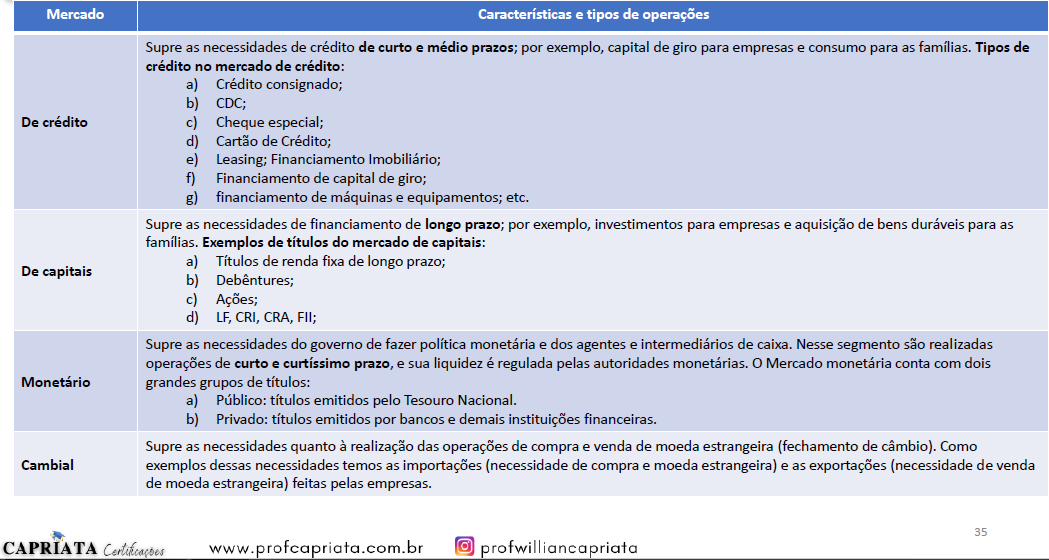 Mercado
Características e tipos de operações
De crédito
Supre as necessidades de crédito de curto e médio prazos; por exemplo, capital de giro para empresas e consumo para as famílias. Tipos de
crédito no mercado de crédito:
a) Crédito consignado;
b) CDC;
c) Cheque especial;
d) Cartão de Crédito;
e) Leasing; Financiamento Imobiliário;
f) Financiamento de capital de giro;
g) financiamento de máquinas e equipamentos; etc.
De capitais
Supre as necessidades de financiamento de longo prazo; por exemplo, investimentos para empresas e aquisição de bens duráveis para as
famílias. Exemplos de títulos do mercado de capitais:
a) Títulos de renda fixa de longo prazo;
b) Debêntures;
c) Ações;
d) LF, CRI, CRA, FII;
Monetário
Supre as necessidades do governo de fazer política monetária e dos agentes e intermediários de caixa. Nesse segmento são realizadas
operações de curto e curtíssimo prazo, e sua liquidez é regulada pelas autoridades monetárias. O Mercado monetária conta com dois
grandes grupos de títulos:
a) Público: títulos emitidos pelo Tesouro Nacional.
b) Privado: títulos emitidos por bancos e demais instituições financeiras.
Cambial
Supre as necessidades quanto à realização das operações de compra e venda de moeda estrangeira (fechamento de câmbio). Como
exemplos dessas necessidades temos as importações (necessidade de compra e moeda estrangeira) e as exportações (necessidade de venda
de moeda estrangeira) feitas pelas empresas.
35
CAPRIATA Certificações
www.profcapriata.com.br
profwilliancapriata